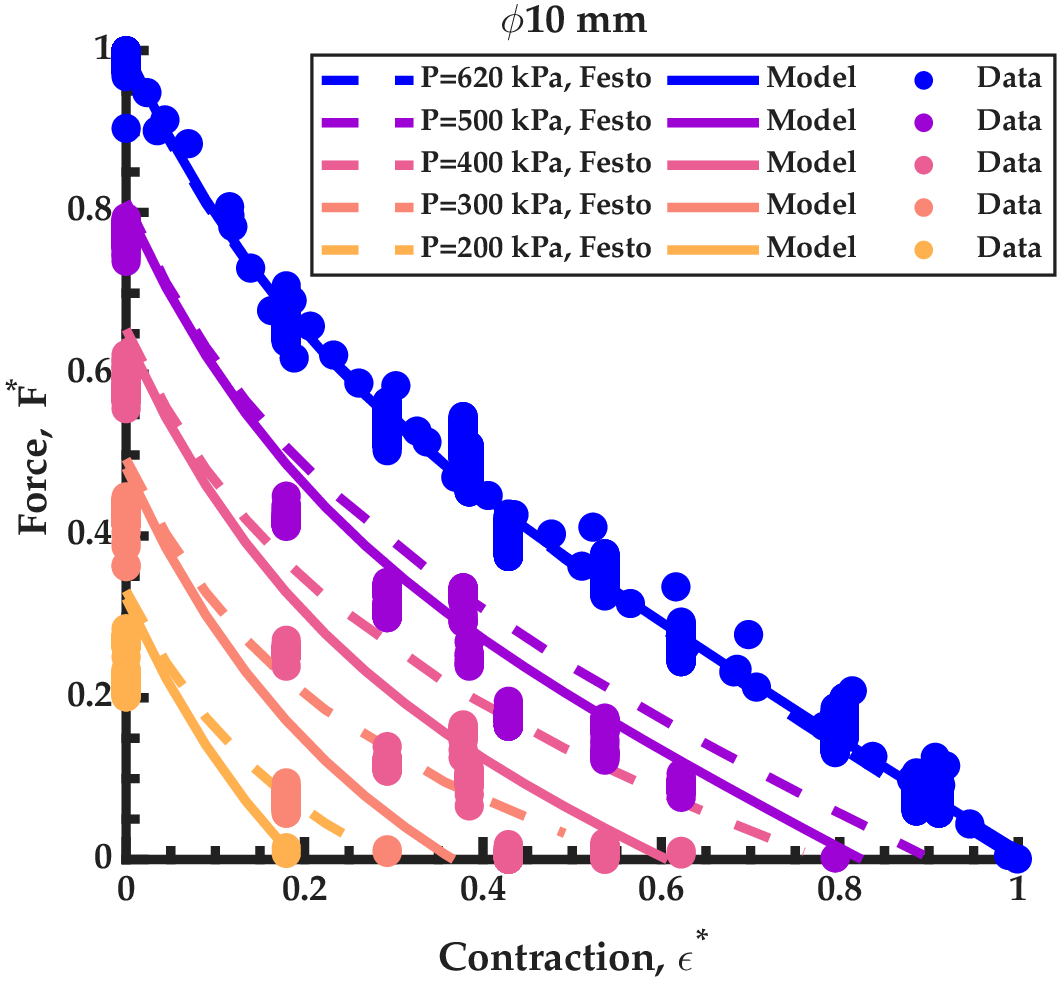 ϕ10 mm
P=620 kPa, Festo Model Data
P=500 kPa, Festo Model Data
P=400 kPa, Festo Model Data
P=300 kPa, Festo Model Data
P=200 kPa, Festo Model Data
1
0.8
0.6
0.4
0.2
0
Force, F*
0 0.2 0.4 0.6 0.8 1
Contraction, ϵ*